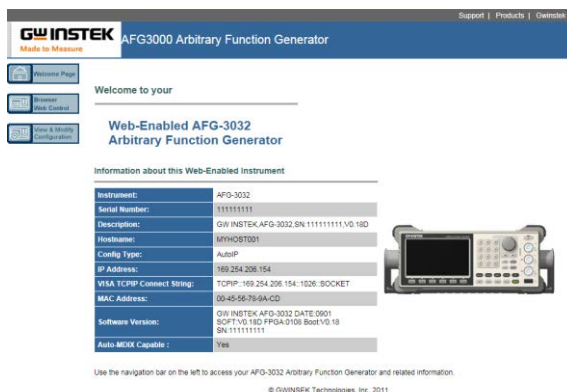 Support | Products | Gwinstek
GW INSTEK
Made to Measure
AFG3000 Arbitrary Function Generator
Welcome Page
Browser
Web Control
View & Modify
Configuration
Welcome to your
Web-Enabled AFG-3032
Arbitrary Function Generator
Information about this Web-Enabled Instrument
Instrument: AFG-3032
Serial Number: 111111111
Description: GW INSTEK,AFG-3032,SN:111111111,V0.18D
Hostname: MYHOST001
Config Type: AutoIP
IP Address: 169.254.206.154
VISA TCPIP Connect String: TCPIP::169.254.206.154::1026::SOCKET
MAC Address: 00-45-56-78-9A-CD
Software Version: GW INSTEK AFG-3032 DATE:0901
SOFT:V0.18D FPGA:0108 Boot:V0.18
SN:111111111
Auto-MDIX Capable : Yes
Use the navigation bar on the left to access your AFG-3032 Arbitrary Function Generator and related information.
© GWINSEK Technologies, Inc. 2011